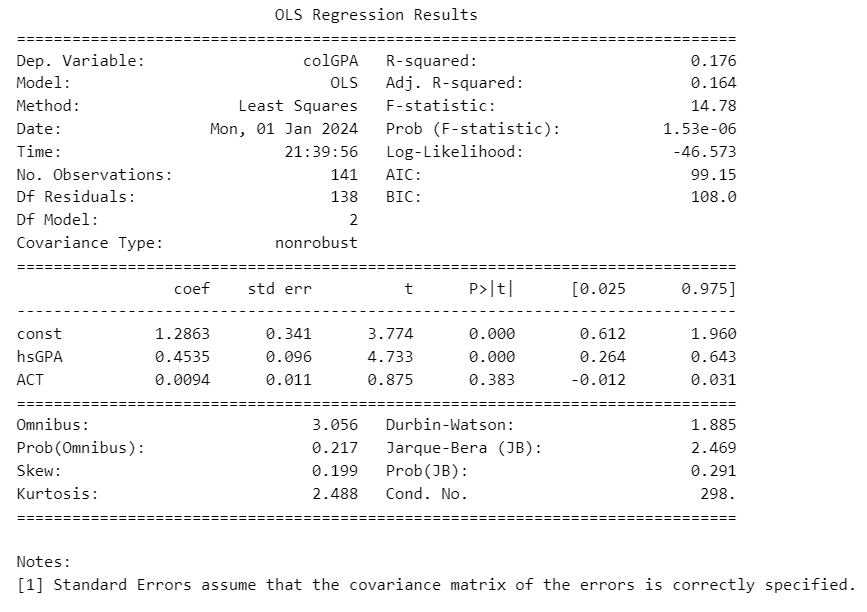 OLS Regression Results
==============================================================================
Dep. Variable:                 colGPA   R-squared:                       0.176
Model:                            OLS   Adj. R-squared:                  0.164
Method:                 Least Squares   F-statistic:                     14.78
Date:                Mon, 01 Jan 2024   Prob (F-statistic):           1.53e-06
Time:                        21:39:56   Log-Likelihood:                -46.573
No. Observations:                 141   AIC:                             99.15
Df Residuals:                     138   BIC:                             108.0
Df Model:                           2
Covariance Type:            nonrobust
==============================================================================
                 coef    std err          t      P>|t|      [0.025      0.975]
------------------------------------------------------------------------------
const          1.2863      0.341      3.774      0.000       0.612       1.960
hsGPA          0.4535      0.096      4.733      0.000       0.264       0.643
ACT            0.0094      0.011      0.875      0.383      -0.012       0.031
==============================================================================
Omnibus:                        3.056   Durbin-Watson:                   1.885
Prob(Omnibus):                  0.217   Jarque-Bera (JB):                2.469
Skew:                           0.199   Prob(JB):                        0.291
Kurtosis:                       2.488   Cond. No.                         298.
==============================================================================

Notes:
[1] Standard Errors assume that the covariance matrix of the errors is correctly specified.